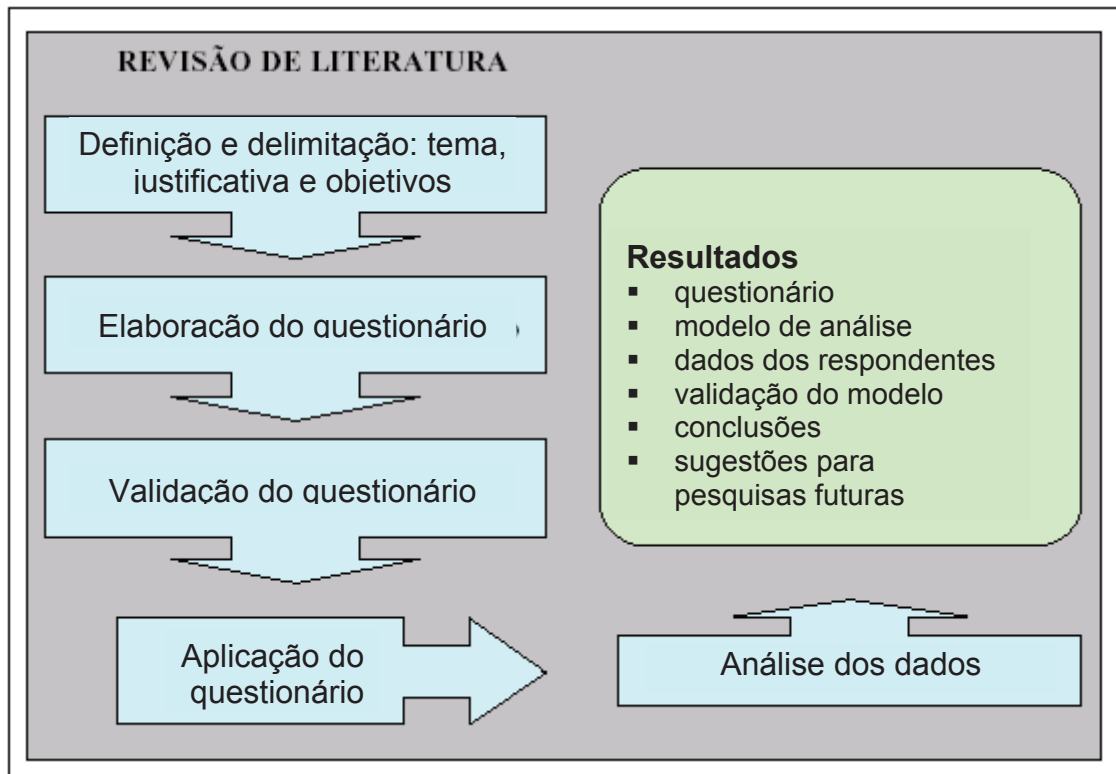 REVISÃO DE LITERATURA
Definição e delimitação: tema,
justificativa e objetivos
Elaboração do questionário
Validação do questionário
Aplicação do
questionário
Análise dos dados
Resultados
▪ questionário
▪ modelo de análise
▪ dados dos respondentes
▪ validação do modelo
▪ conclusões
▪ sugestões para
pesquisas futuras